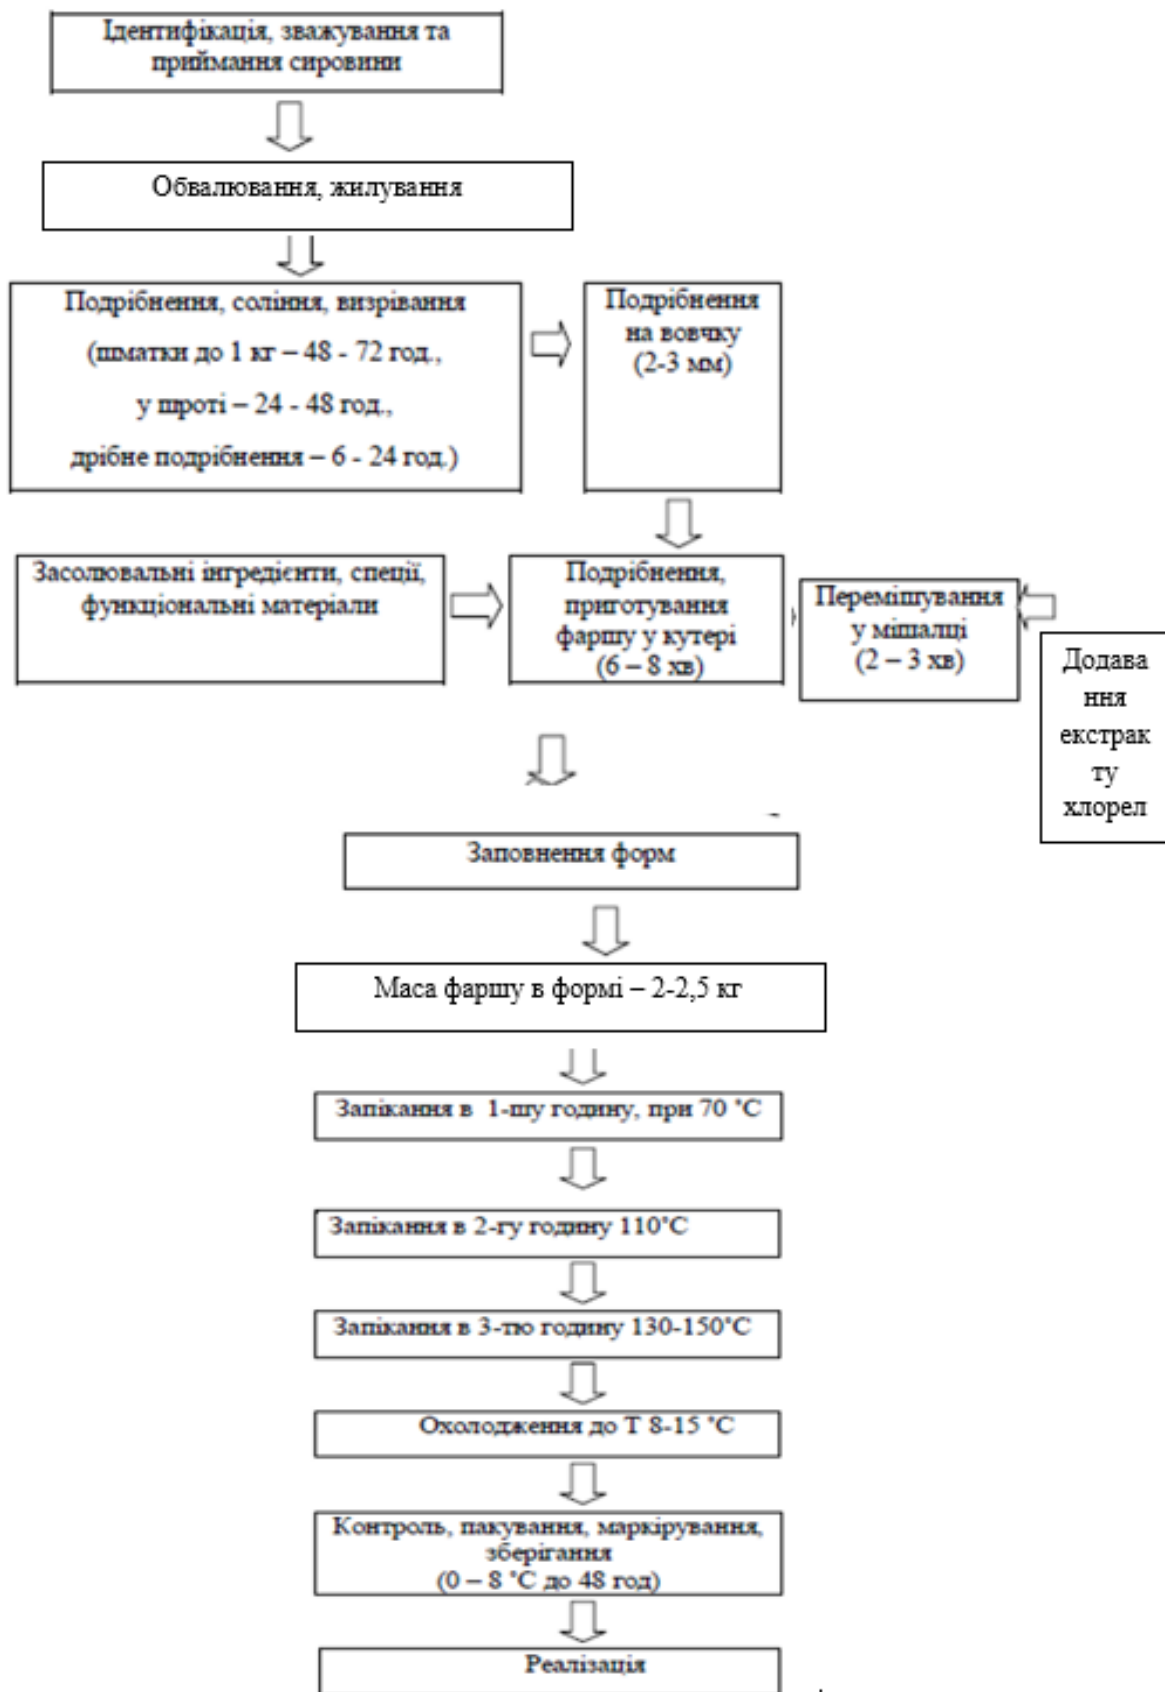 Ідентифікація, зважування та
приймання сировини
Обвалювання, жилування
Подрібнення, соління, визрівання
(шматки до 1 кг – 48 - 72 год.,
у шроті – 24 - 48 год.,
дрібне подрібнення – 6 - 24 год.)
Подрібнення
на вовчку
(2-3 мм)
Засолювальні інгредієнти, спеції,
функціональні матеріали
Подрібнення,
приготування
фаршу у кутері
(6 – 8 хв)
Перемішування
у мішалці
(2 – 3 хв)
Додава
ння
екстрак
ту
хлорел
Заповнення форм
Маса фаршу в формі – 2-2,5 кг
Запікання в 1-шу годину, при 70 °С
Запікання в 2-гу годину 110°С
Запікання в 3-тю годину 130-150°С
Охолодження до Т 8-15 °С
Контроль, пакування, маркірування,
зберігання
(0 – 8 °С до 48 год)
Реалізація